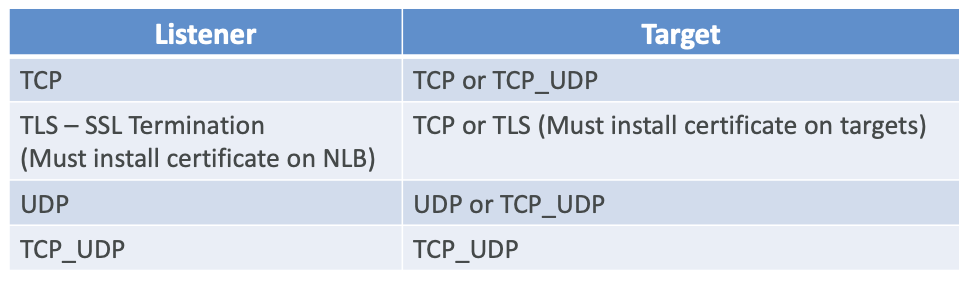 Listener
Target
TCP
TCP or TCP_UDP
TLS – SSL Termination
(Must install certificate on NLB)
TCP or TLS (Must install certificate on targets)
UDP
UDP or TCP_UDP
TCP_UDP
TCP_UDP